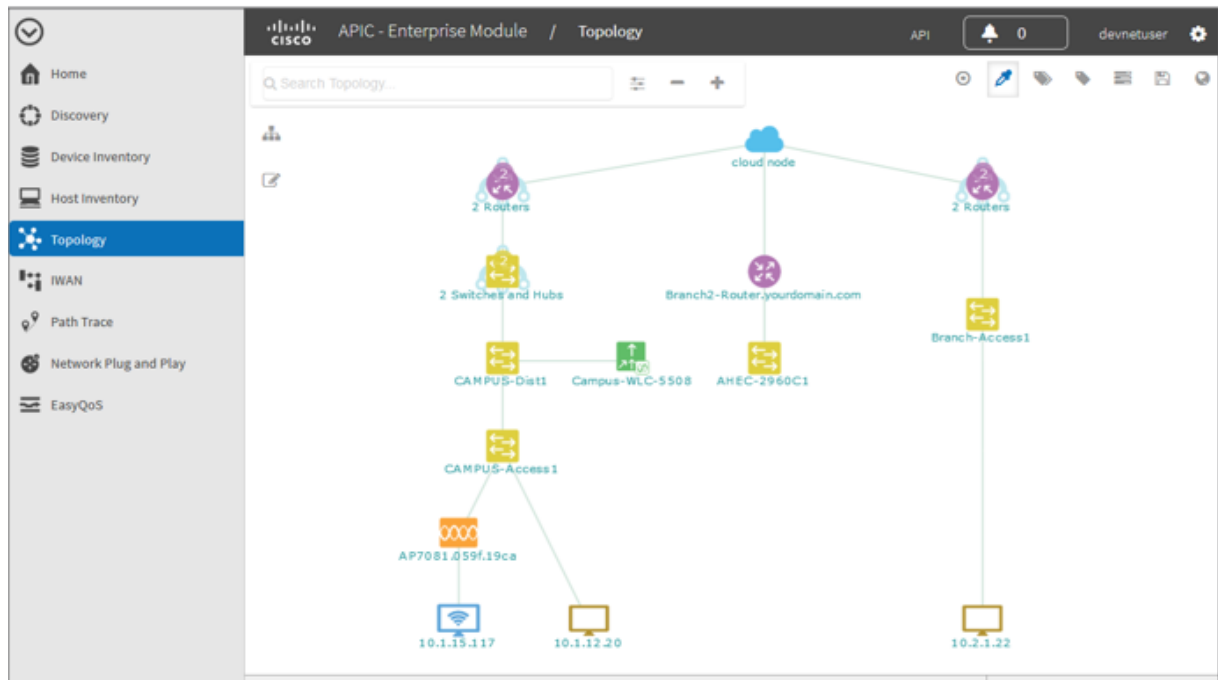 CISCO
APIC - Enterprise Module / Topology
API
0
devnetuser
Home
Discovery
Device Inventory
Host Inventory
Topology
IWAN
Path Trace
Network Plug and Play
EasyQoS
Search Topology...
cloud node
2
2 Routers
2
2 Routers
2
2 Switches and Hubs
Branch2-Router.yourdomain.com
Branch-Access1
CAMPUS-Dist1
Campus-WLC-5508
AHEC-2960C1
CAMPUS-Access1
AP7081.059f.19ca
10.1.15.117
10.1.12.20
10.2.1.22